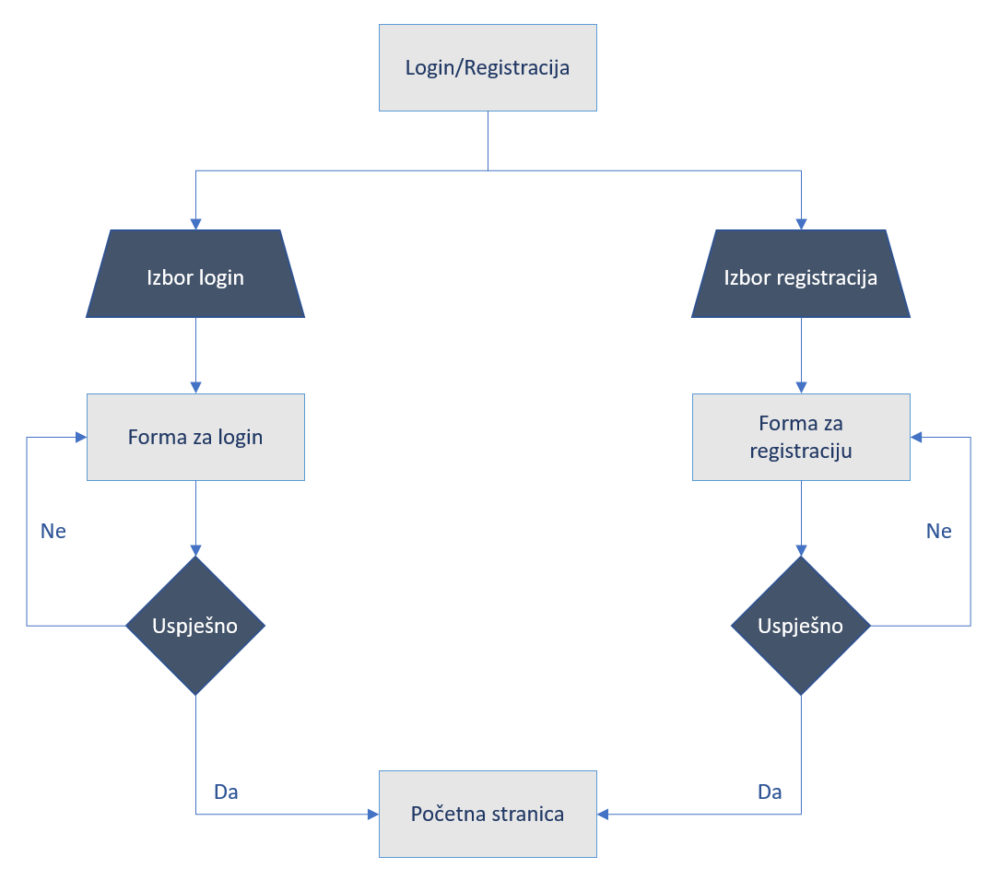 Login/Registracija
Izbor login
Izbor registracija
Forma za login
Forma za
registraciju
Ne
Ne
Uspješno
Uspješno
Da
Da
Početna stranica